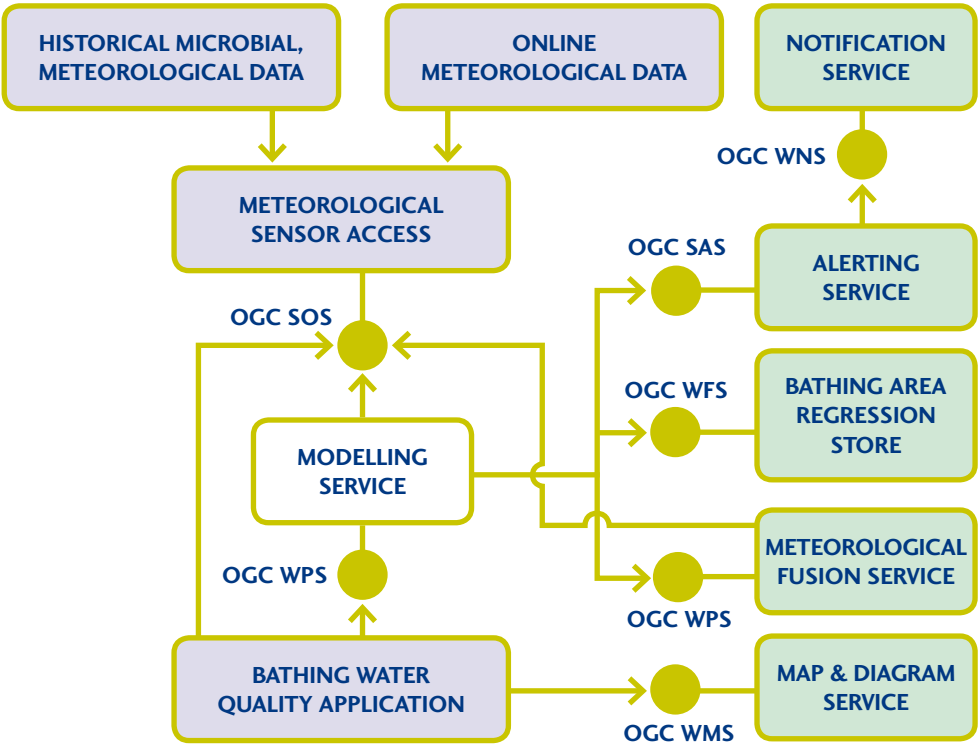 HISTORICAL MICROBIAL,
METEOROLOGICAL DATA
ONLINE
METEOROLOGICAL DATA
NOTIFICATION
SERVICE
OGC WNS
METEOROLOGICAL
SENSOR ACCESS
OGC SAS
ALERTING
SERVICE
OGC SOS
OGC WFS
BATHING AREA
REGRESSION
STORE
MODELLING
SERVICE
OGC WPS
METEOROLOGICAL
FUSION SERVICE
OGC WPS
BATHING WATER
QUALITY APPLICATION
MAP & DIAGRAM
SERVICE
OGC WMS